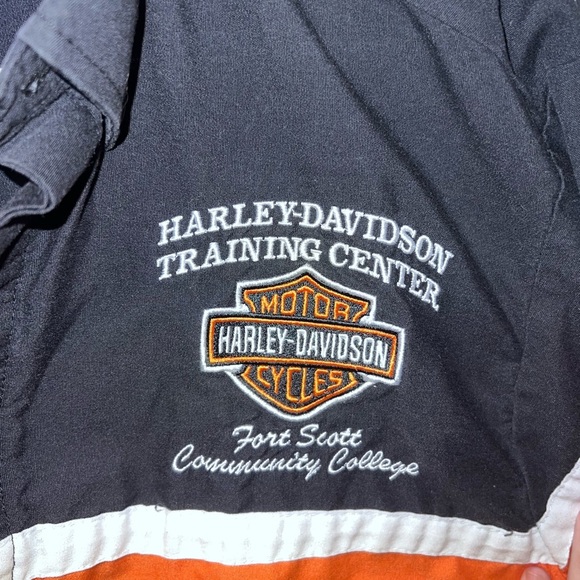 HARLEY-DAVIDSON
TRAINING CENTER
MOTOR
HARLEY-DAVIDSON
CYCLES
Fort Scott
Community College